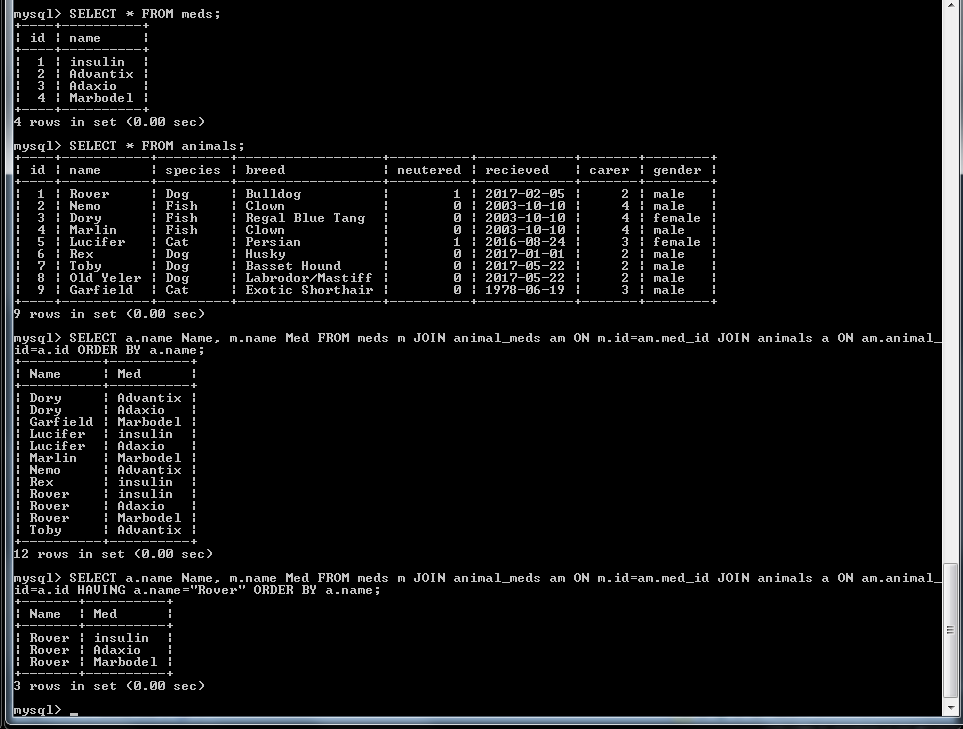 mysql> SELECT * FROM meds;
+----+----------+
| id | name     |
+----+----------+
|  1 | insulin  |
|  2 | Advantix |
|  3 | Adaxio   |
|  4 | Marbodel |
+----+----------+
4 rows in set (0.00 sec)
mysql> SELECT * FROM animals;
+----+-----------+---------+------------------+----------+------------+-------+--------+
| id | name      | species | breed            | neutered | recieved   | carer | gender |
+----+-----------+---------+------------------+----------+------------+-------+--------+
|  1 | Rover     | Dog     | Bulldog          |        1 | 2017-02-05 |     2 | male   |
|  2 | Nemo      | Fish    | Clown            |        0 | 2003-10-10 |     4 | male   |
|  3 | Dory      | Fish    | Regal Blue Tang  |        0 | 2003-10-10 |     4 | female |
|  4 | Marlin    | Fish    | Clown            |        0 | 2003-10-10 |     4 | male   |
|  5 | Lucifer   | Cat     | Persian          |        1 | 2016-08-24 |     3 | female |
|  6 | Rex       | Dog     | Husky            |        0 | 2017-01-01 |     2 | male   |
|  7 | Toby      | Dog     | Basset Hound     |        0 | 2017-05-22 |     2 | male   |
|  8 | Old Yeler | Dog     | Labrodor/Mastiff |        0 | 2017-05-22 |     2 | male   |
|  9 | Garfield  | Cat     | Exotic Shorthair |        0 | 1978-06-19 |     3 | male   |
+----+-----------+---------+------------------+----------+------------+-------+--------+
9 rows in set (0.00 sec)
mysql> SELECT a.name Name, m.name Med FROM meds m JOIN animal_meds am ON m.id=am.med_id JOIN animals a ON am.animal_
id=a.id ORDER BY a.name;
+----------+----------+
| Name     | Med      |
+----------+----------+
| Dory     | Advantix |
| Dory     | Adaxio   |
| Garfield | Marbodel |
| Lucifer  | insulin  |
| Lucifer  | Adaxio   |
| Marlin   | Marbodel |
| Nemo     | Advantix |
| Rex      | insulin  |
| Rover    | insulin  |
| Rover    | Adaxio   |
| Rover    | Marbodel |
| Toby     | Advantix |
+----------+----------+
12 rows in set (0.00 sec)
mysql> SELECT a.name Name, m.name Med FROM meds m JOIN animal_meds am ON m.id=am.med_id JOIN animals a ON am.animal_
id=a.id HAVING a.name="Rover" ORDER BY a.name;
+-------+----------+
| Name  | Med      |
+-------+----------+
| Rover | insulin  |
| Rover | Adaxio   |
| Rover | Marbodel |
+-------+----------+
3 rows in set (0.00 sec)
mysql> _